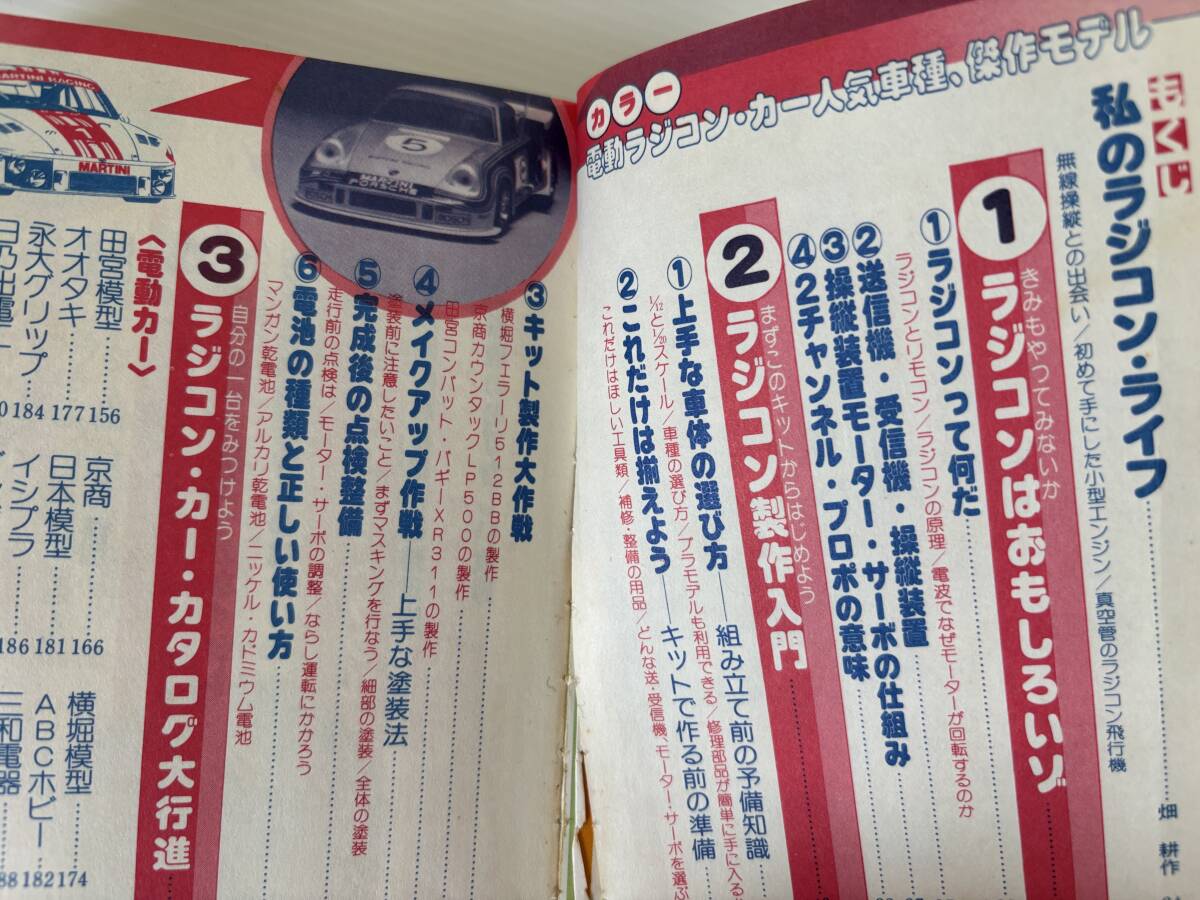 カラー
電動ラジコン・カー人気車種、傑作モデル
もくじ
私のラジコン・ライフ
畑 耕作
無線操縦との出会い/初めて手にした小型エンジン/真空管のラジコン飛行機
1 ラジコンはおもしろいゾ
きみもやってみないか
①ラジコンって何だ
ラジコンとリモコン/ラジコンの原理/電波でなぜモーターが回転するのか
②送信機・受信機・操縦装置
③操縦装置モーター・サーボの仕組み
④2チャンネル・プロポの意味
2 ラジコン製作入門
まずこのキットからはじめよう
①上手な車体の選び方――組み立て前の予備知識
1/12と1/20スケール/車種の選び方/プラモデルも利用できる/修理部品が簡単に手に入る
②これだけは揃えよう――キットで作る前の準備
これだけはほしい工具類/補修・整備の用品/どんな送・受信機、モーター・サーボを選ぶ
MARTINI RACING
MARTINI
5
MARTINI
PORSCHE
BOSCH
③キット製作大作戦
横堀フェラーリ512BBの製作
京商カウンタックLP500の製作
田宮コンバット・バギーXR311の製作
④メイクアップ作戦――上手な塗装法
塗装前に注意したいこと/まずマスキングを行なう/細部の塗装/全体の塗装
⑤完成後の点検整備
走行前の点検は/モーター・サーボの調整/ならし運転にかかろう
⑥電池の種類と正しい使い方
マンガン乾電池/アルカリ乾電池/ニッケル・カドミウム電池
3 ラジコン・カー・カタログ大行進
自分の一台をみつけよう
〈電動カー〉
田宮模型 156
京商 166
横堀模型 174
オオタキ 177
日本模型 181
ABCホビー 182
永大グリップ 184
イシプラ 186
三和電器 188